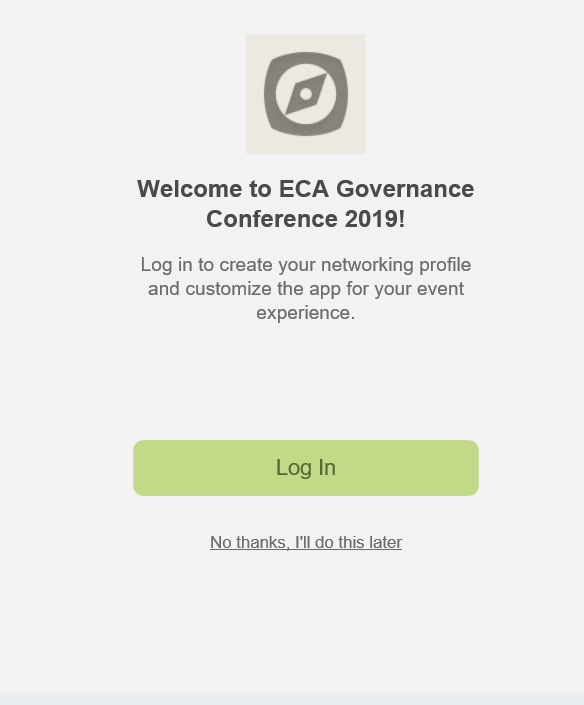 Welcome to ECA Governance
Conference 2019!
Log in to create your networking profile
and customize the app for your event
experience.
Log In
No thanks, I'll do this later